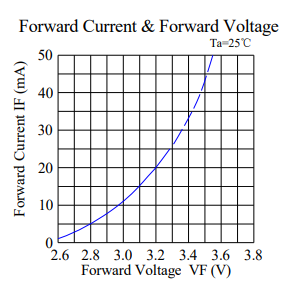 Forward Current & Forward Voltage
Ta=25℃
50
40
30
20
10
0
Forward Current IF (mA)
2.6 2.8 3.0 3.2 3.4 3.6 3.8
Forward Voltage VF (V)